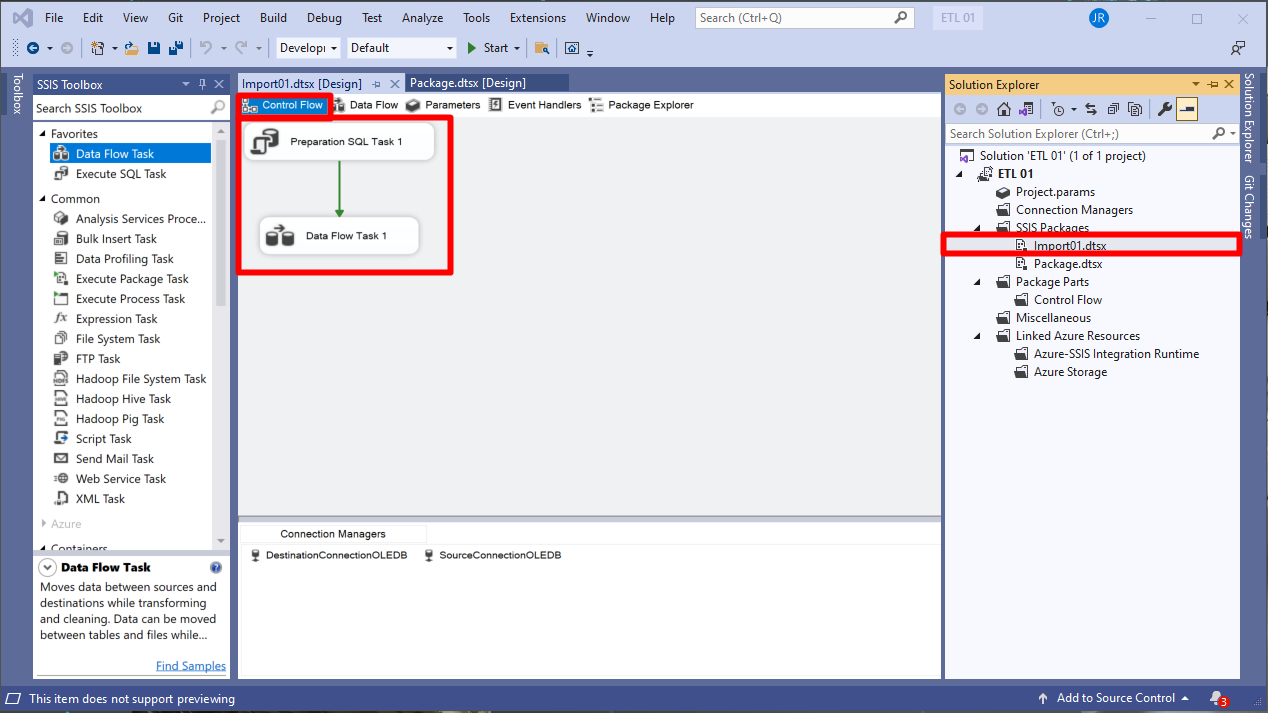 File Edit View Git Project Build Debug Test Analyze Tools Extensions Window Help Search (Ctrl+Q) ETL 01 JR
Default Start
Toolbox
SSIS Toolbox
Search SSIS Toolbox
Favorites
Data Flow Task
Execute SQL Task
Common
Analysis Services Proce...
Bulk Insert Task
Data Profiling Task
Execute Package Task
Execute Process Task
Expression Task
File System Task
FTP Task
Hadoop File System Task
Hadoop Hive Task
Hadoop Pig Task
Script Task
Send Mail Task
Web Service Task
XML Task
Azure
Containers
Data Flow Task
Moves data between sources and
destinations while transforming
and cleaning. Data can be moved
between tables and files while...
Find Samples
Import01.dtsx [Design] Package.dtsx [Design]
Control Flow Data Flow Parameters Event Handlers Package Explorer
Preparation SQL Task 1
Data Flow Task 1
Connection Managers
DestinationConnectionOLEDB SourceConnectionOLEDB
Solution Explorer
Search Solution Explorer (Ctrl+;)
Solution 'ETL 01' (1 of 1 project)
ETL 01
Project.params
Connection Managers
SSIS Packages
Import01.dtsx
Package.dtsx
Package Parts
Control Flow
Miscellaneous
Linked Azure Resources
Azure-SSIS Integration Runtime
Azure Storage
Solution Explorer
Git Changes
This item does not support previewing Add to Source Control 3